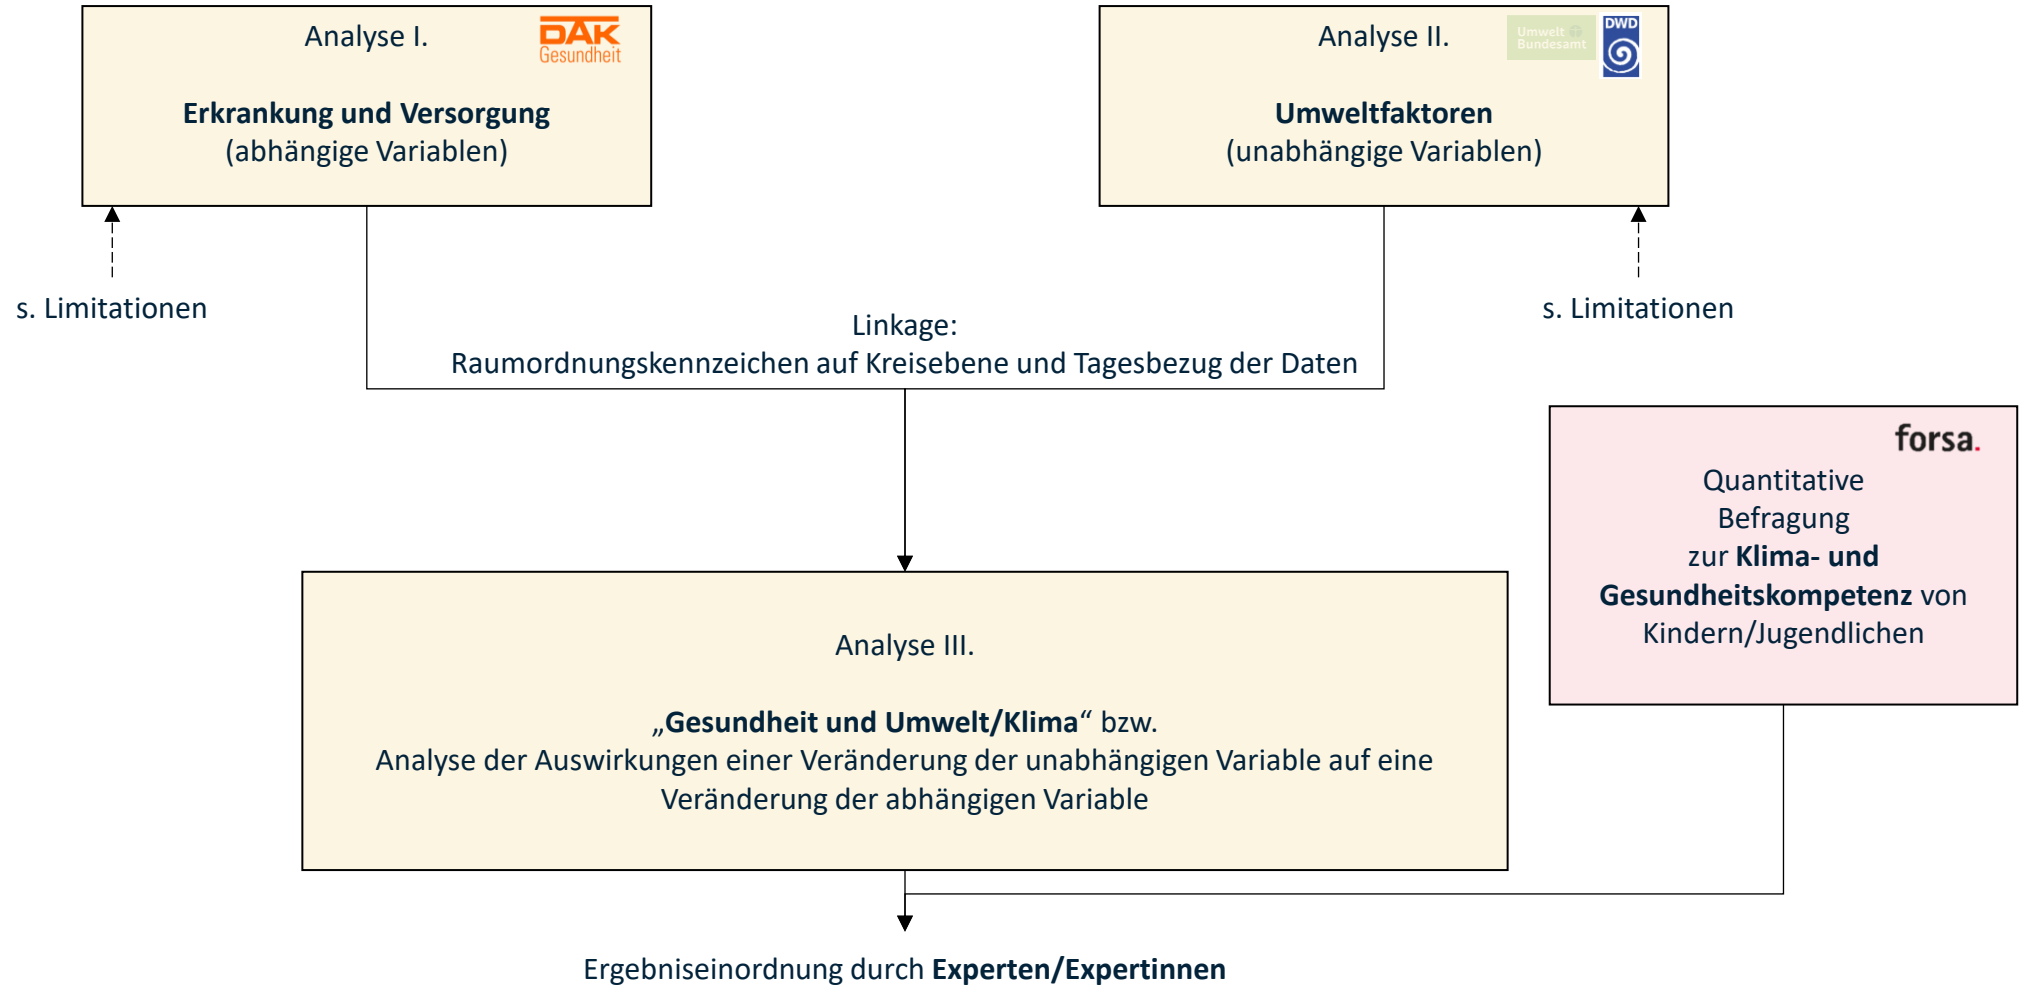 Analyse I.
DAK
Gesundheit
Erkrankung und Versorgung
(abhängige Variablen)
Analyse II.
Umwelt
Bundesamt
DWD
Umweltfaktoren
(unabhängige Variablen)
s. Limitationen
s. Limitationen
Linkage:
Raumordnungskennzeichen auf Kreisebene und Tagesbezug der Daten
forsa.
Quantitative
Befragung
zur Klima- und
Gesundheitskompetenz von
Kindern/Jugendlichen
Analyse III.
„Gesundheit und Umwelt/Klima“ bzw.
Analyse der Auswirkungen einer Veränderung der unabhängigen Variable auf eine
Veränderung der abhängigen Variable
Ergebniseinordnung durch Experten/Expertinnen